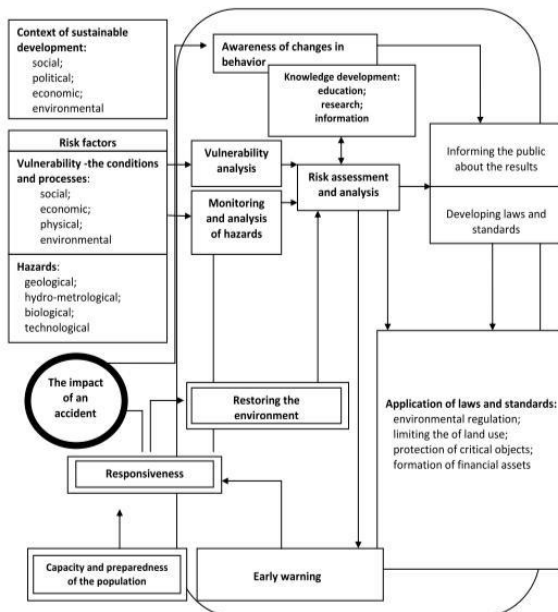 Context of sustainable
development:
social;
political;
economic;
environmental
Awareness of changes in
behavior
Knowledge development:
education;
research;
information
Risk factors
Vulnerability -the conditions
and processes:
social;
economic;
physical;
environmental
Hazards:
geological;
hydro-metrological;
biological;
technological
Vulnerability
analysis
Monitoring
and analysis
of hazards
Risk assessment
and analysis
Informing the public
about the results
Developing laws and
standards
The impact
of an
accident
Restoring the
environment
Application of laws and standards:
environmental regulation;
limiting the of land use;
protection of critical objects;
formation of financial assets
Responsiveness
Capacity and preparedness
of the population
Early warning